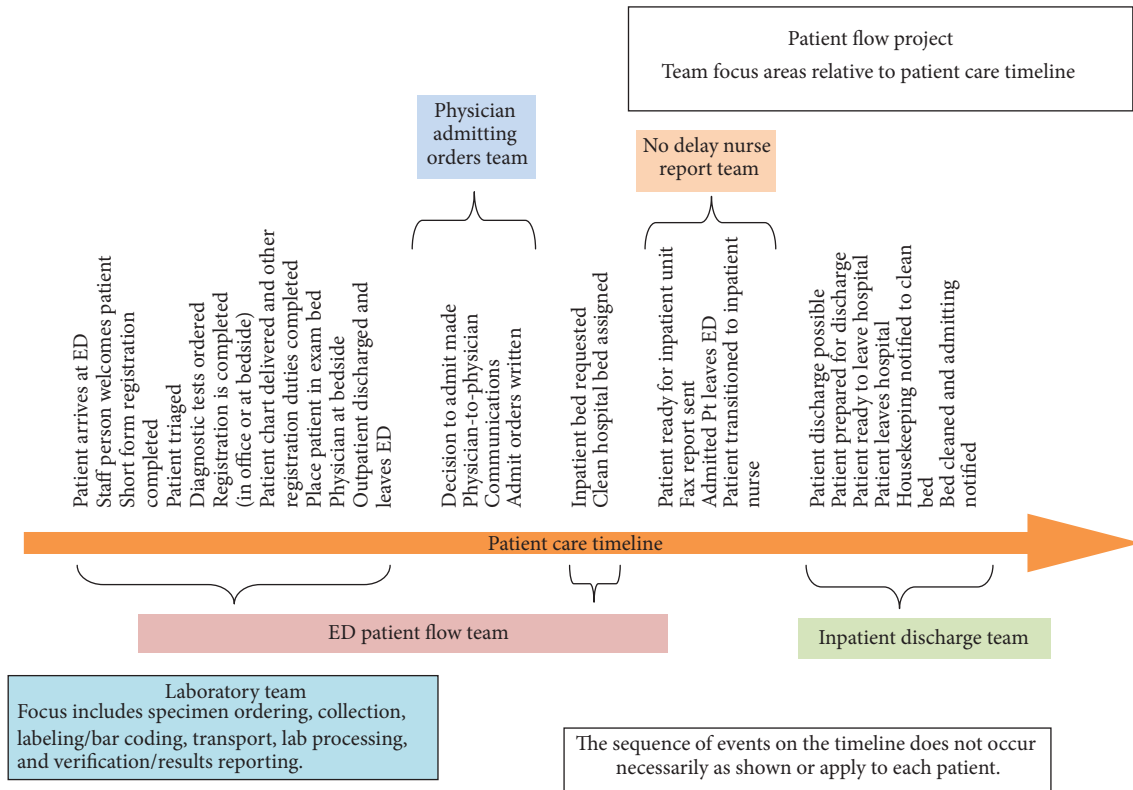 Patient flow project
Team focus areas relative to patient care timeline
Physician
admitting
orders team
No delay nurse
report team
Patient arrives at ED
Staff person welcomes patient
Short form registration
completed
Patient triaged
Diagnostic tests ordered
Registration is completed
(in office or at bedside)
Patient chart delivered and other
registration duties completed
Place patient in exam bed
Physician at bedside
Outpatient discharged and
leaves ED
Decision to admit made
Physician-to-physician
Communications
Admit orders written
Inpatient bed requested
Clean hospital bed assigned
Patient ready for inpatient unit
Fax report sent
Admitted Pt leaves ED
Patient transitioned to inpatient
nurse
Patient discharge possible
Patient prepared for discharge
Patient ready to leave hospital
Patient leaves hospital
Housekeeping notified to clean
bed
Bed cleaned and admitting
notified
Patient care timeline
ED patient flow team
Inpatient discharge team
Laboratory team
Focus includes specimen ordering, collection,
labeling/bar coding, transport, lab processing,
and verification/results reporting.
The sequence of events on the timeline does not occur
necessarily as shown or apply to each patient.